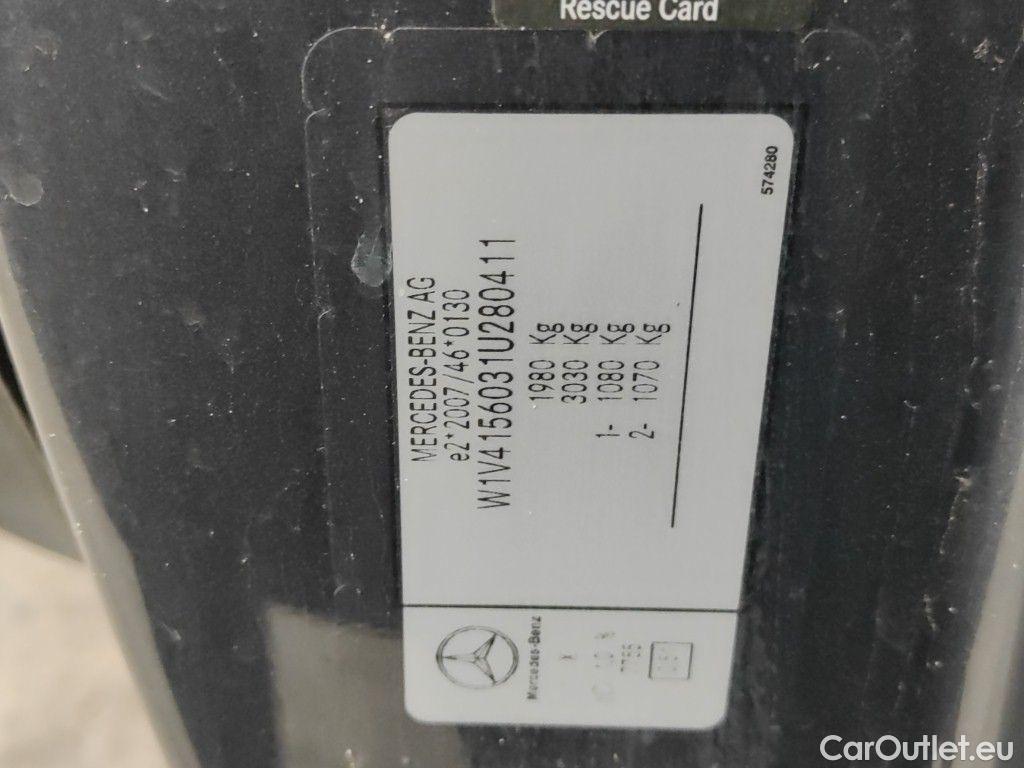 Rescue Card
MERCEDES-BENZ AG
e2*2007/46*0130
W1V4156031U280411
1980 Kg
3030 Kg
1- 1080 Kg
2- 1070 Kg
574280
Mercedes-Benz
CarOutlet.eu